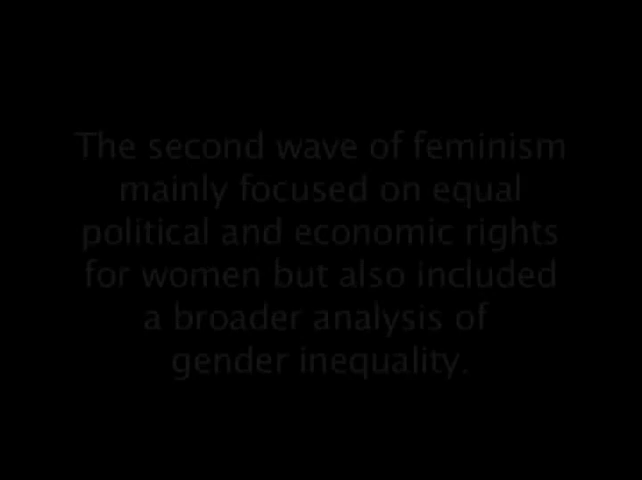 The second wave of feminism
mainly focused on equal
political and economic rights
for women but also included
a broader analysis of
gender inequality.